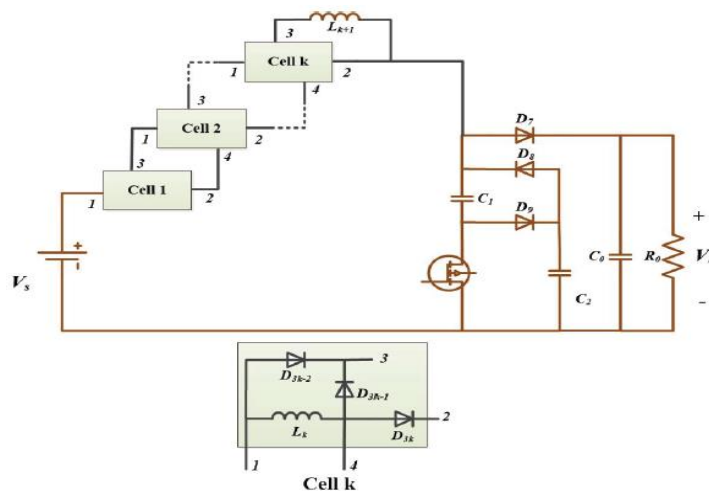 3
L_{k+1}
Cell k
1
2
4
3
Cell 2
1
2
4
3
Cell 1
1
2
D_7
D_8
C_1
D_9
C_2
C_0
R_0
+
V
-
+
-
V_s
3
D_{3k-2}
D_{3k-1}
L_k
D_{3k}
2
1
4
Cell k